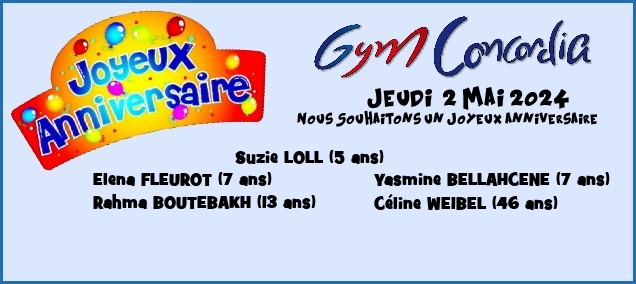 Joyeux
Anniversaire
Gym Concordia
JEUDI 2 MAI 2024
NOUS SOUHAITONS UN JOYEUX ANNIVERSAIRE
Suzie LOLL (5 ans)
Elena FLEUROT (7 ans) Yasmine BELLAHCENE (7 ans)
Rahma BOUTEBAKH (13 ans) Céline WEIBEL (46 ans)